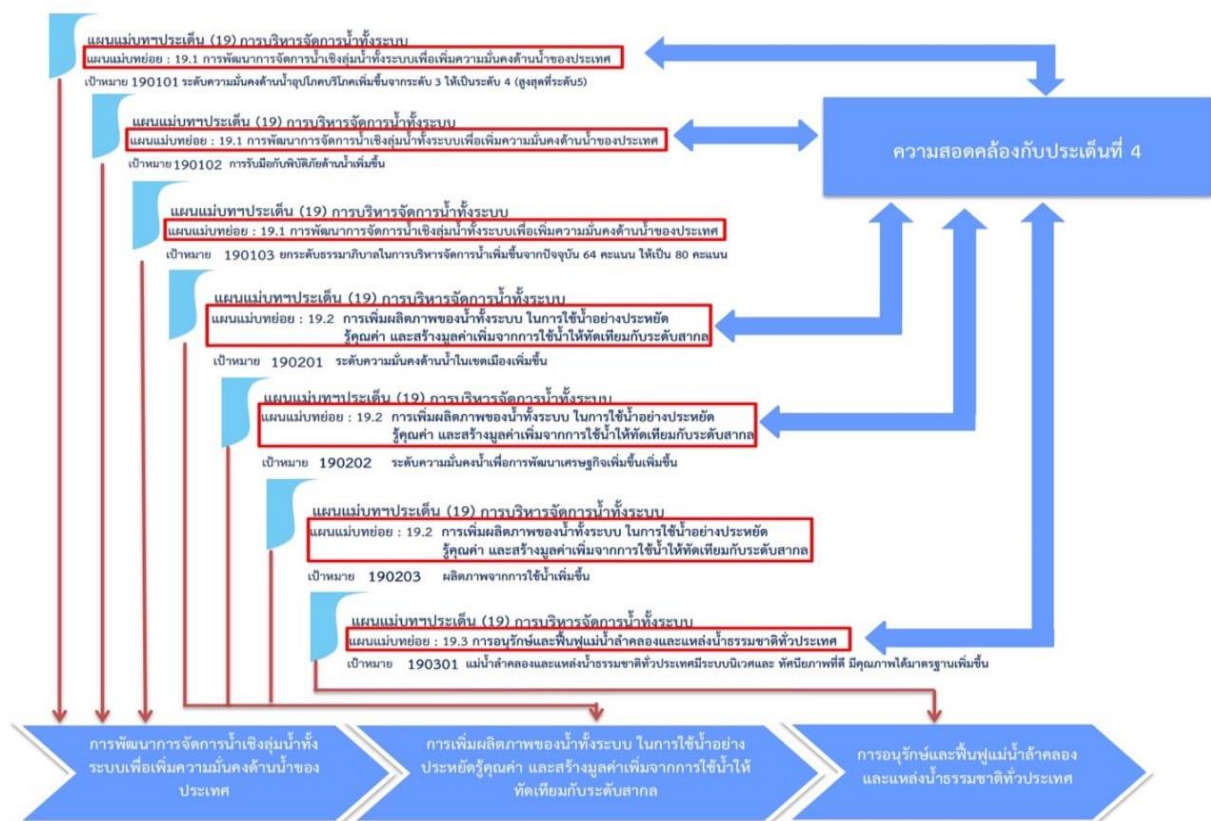 แผนแม่บทฯประเด็น (19) การบริหารจัดการน้ำทั้งระบบ
แผนแม่บทย่อย : 19.1 การพัฒนาการจัดการน้ำเชิงลุ่มน้ำทั้งระบบเพื่อเพิ่มความมั่นคงด้านน้ำของประเทศ
เป้าหมาย 190101 ระดับความมั่นคงด้านน้ำอุปโภคบริโภคเพิ่มขึ้นจากระดับ 3 ให้เป็นระดับ 4 (สูงสุดที่ระดับ5)
แผนแม่บทฯประเด็น (19) การบริหารจัดการน้ำทั้งระบบ
แผนแม่บทย่อย : 19.1 การพัฒนาการจัดการน้ำเชิงลุ่มน้ำทั้งระบบเพื่อเพิ่มความมั่นคงด้านน้ำของประเทศ
เป้าหมาย 190102 การรับมือกับพิบัติภัยด้านน้ำเพิ่มขึ้น
ความสอดคล้องกับประเด็นที่ 4
แผนแม่บทฯประเด็น (19) การบริหารจัดการน้ำทั้งระบบ
แผนแม่บทย่อย : 19.1 การพัฒนาการจัดการน้ำเชิงลุ่มน้ำทั้งระบบเพื่อเพิ่มความมั่นคงด้านน้ำของประเทศ
เป้าหมาย 190103 ยกระดับธรรมาภิบาลในการบริหารจัดการน้ำเพิ่มขึ้นจากปัจจุบัน 64 คะแนน ให้เป็น 80 คะแนน
แผนแม่บทฯประเด็น (19) การบริหารจัดการน้ำทั้งระบบ
แผนแม่บทย่อย : 19.2 การเพิ่มผลิตภาพของน้ำทั้งระบบ ในการใช้น้ำอย่างประหยัด
รู้คุณค่า และสร้างมูลค่าเพิ่มจากการใช้น้ำให้ทัดเทียมกับระดับสากล
เป้าหมาย 190201 ระดับความมั่นคงด้านน้ำในเขตเมืองเพิ่มขึ้น
แผนแม่บทฯประเด็น (19) การบริหารจัดการน้ำทั้งระบบ
แผนแม่บทย่อย : 19.2 การเพิ่มผลิตภาพของน้ำทั้งระบบ ในการใช้น้ำอย่างประหยัด
รู้คุณค่า และสร้างมูลค่าเพิ่มจากการใช้น้ำให้ทัดเทียมกับระดับสากล
เป้าหมาย 190202 ระดับความมั่นคงน้ำเพื่อการพัฒนาเศรษฐกิจเพิ่มขึ้นเพิ่มขึ้น
แผนแม่บทฯประเด็น (19) การบริหารจัดการน้ำทั้งระบบ
แผนแม่บทย่อย : 19.2 การเพิ่มผลิตภาพของน้ำทั้งระบบ ในการใช้น้ำอย่างประหยัด
รู้คุณค่า และสร้างมูลค่าเพิ่มจากการใช้น้ำให้ทัดเทียมกับระดับสากล
เป้าหมาย 190203 ผลิตภาพจากการใช้น้ำเพิ่มขึ้น
แผนแม่บทฯประเด็น (19) การบริหารจัดการน้ำทั้งระบบ
แผนแม่บทย่อย : 19.3 การอนุรักษ์และฟื้นฟูแม่น้ำลำคลองและแหล่งน้ำธรรมชาติทั่วประเทศ
เป้าหมาย 190301 แม่น้ำลำคลองและแหล่งน้ำธรรมชาติทั่วประเทศมีระบบนิเวศและ ทัศนียภาพที่ดี มีคุณภาพได้มาตรฐานเพิ่มขึ้น
การพัฒนาการจัดการน้ำเชิงลุ่มน้ำทั้ง
ระบบเพื่อเพิ่มความมั่นคงด้านน้ำของ
ประเทศ
การเพิ่มผลิตภาพของน้ำทั้งระบบ ในการใช้น้ำอย่าง
ประหยัดรู้คุณค่า และสร้างมูลค่าเพิ่มจากการใช้น้ำให้
ทัดเทียมกับระดับสากล
การอนุรักษ์และฟื้นฟูแม่น้ำลำคลอง
และแหล่งน้ำธรรมชาติทั่วประเทศ